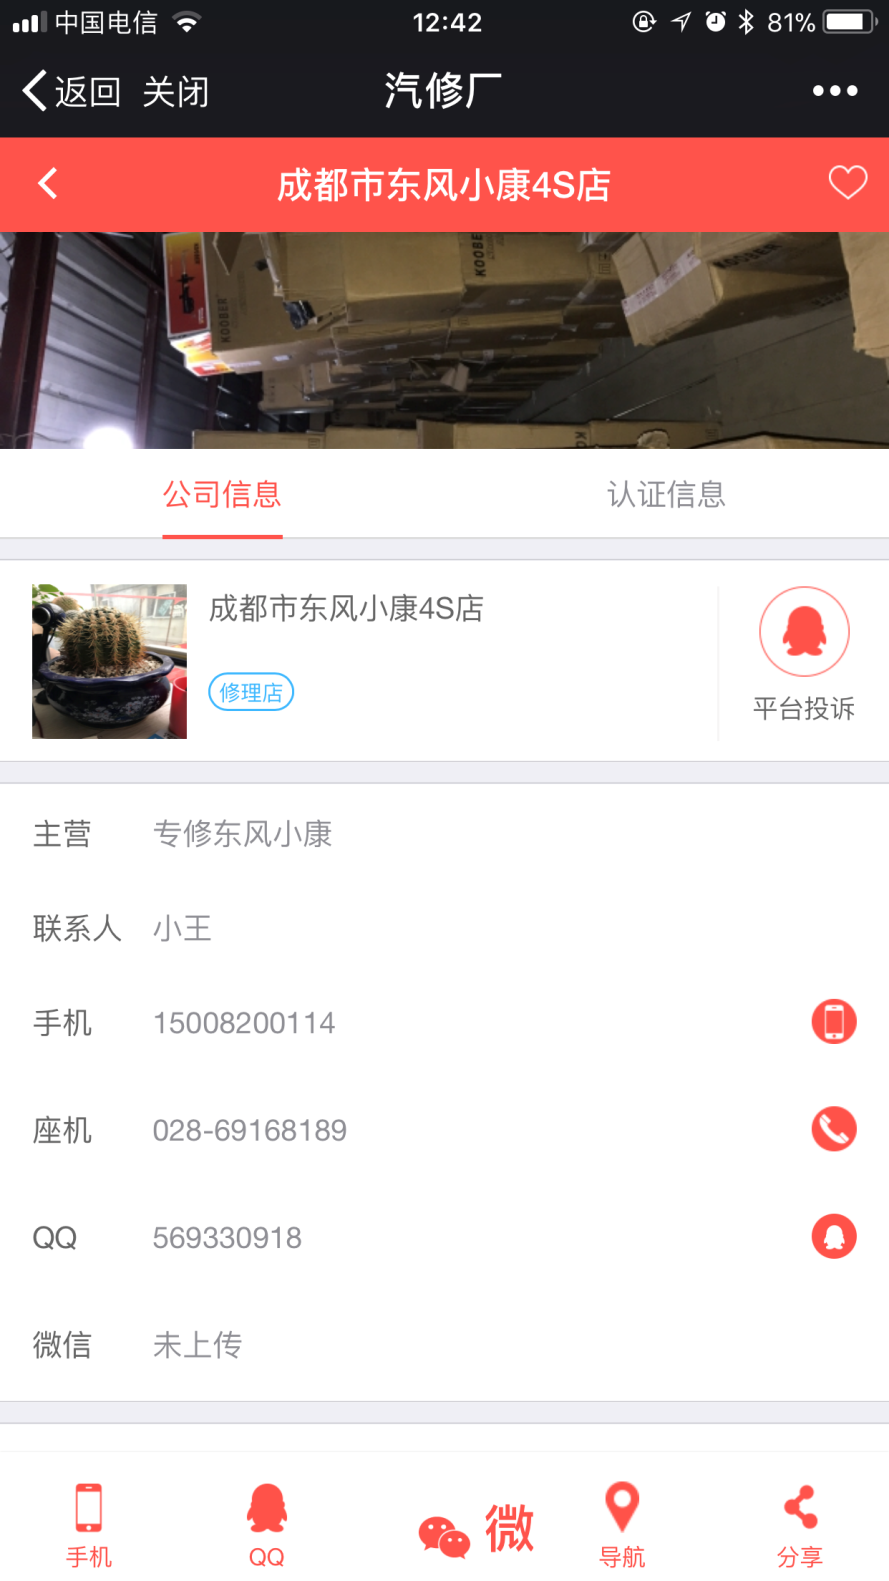 中国电信 12:42 81%
返回 关闭 汽修厂
成都市东风小康4S店
KOOBER
KOOBER
KOOBER
公司信息 认证信息
成都市东风小康4S店
修理店
平台投诉
主营 专修东风小康
联系人 小王
手机 15008200114
座机 028-69168189
QQ 569330918
微信 未上传
微
手机 QQ 导航 分享